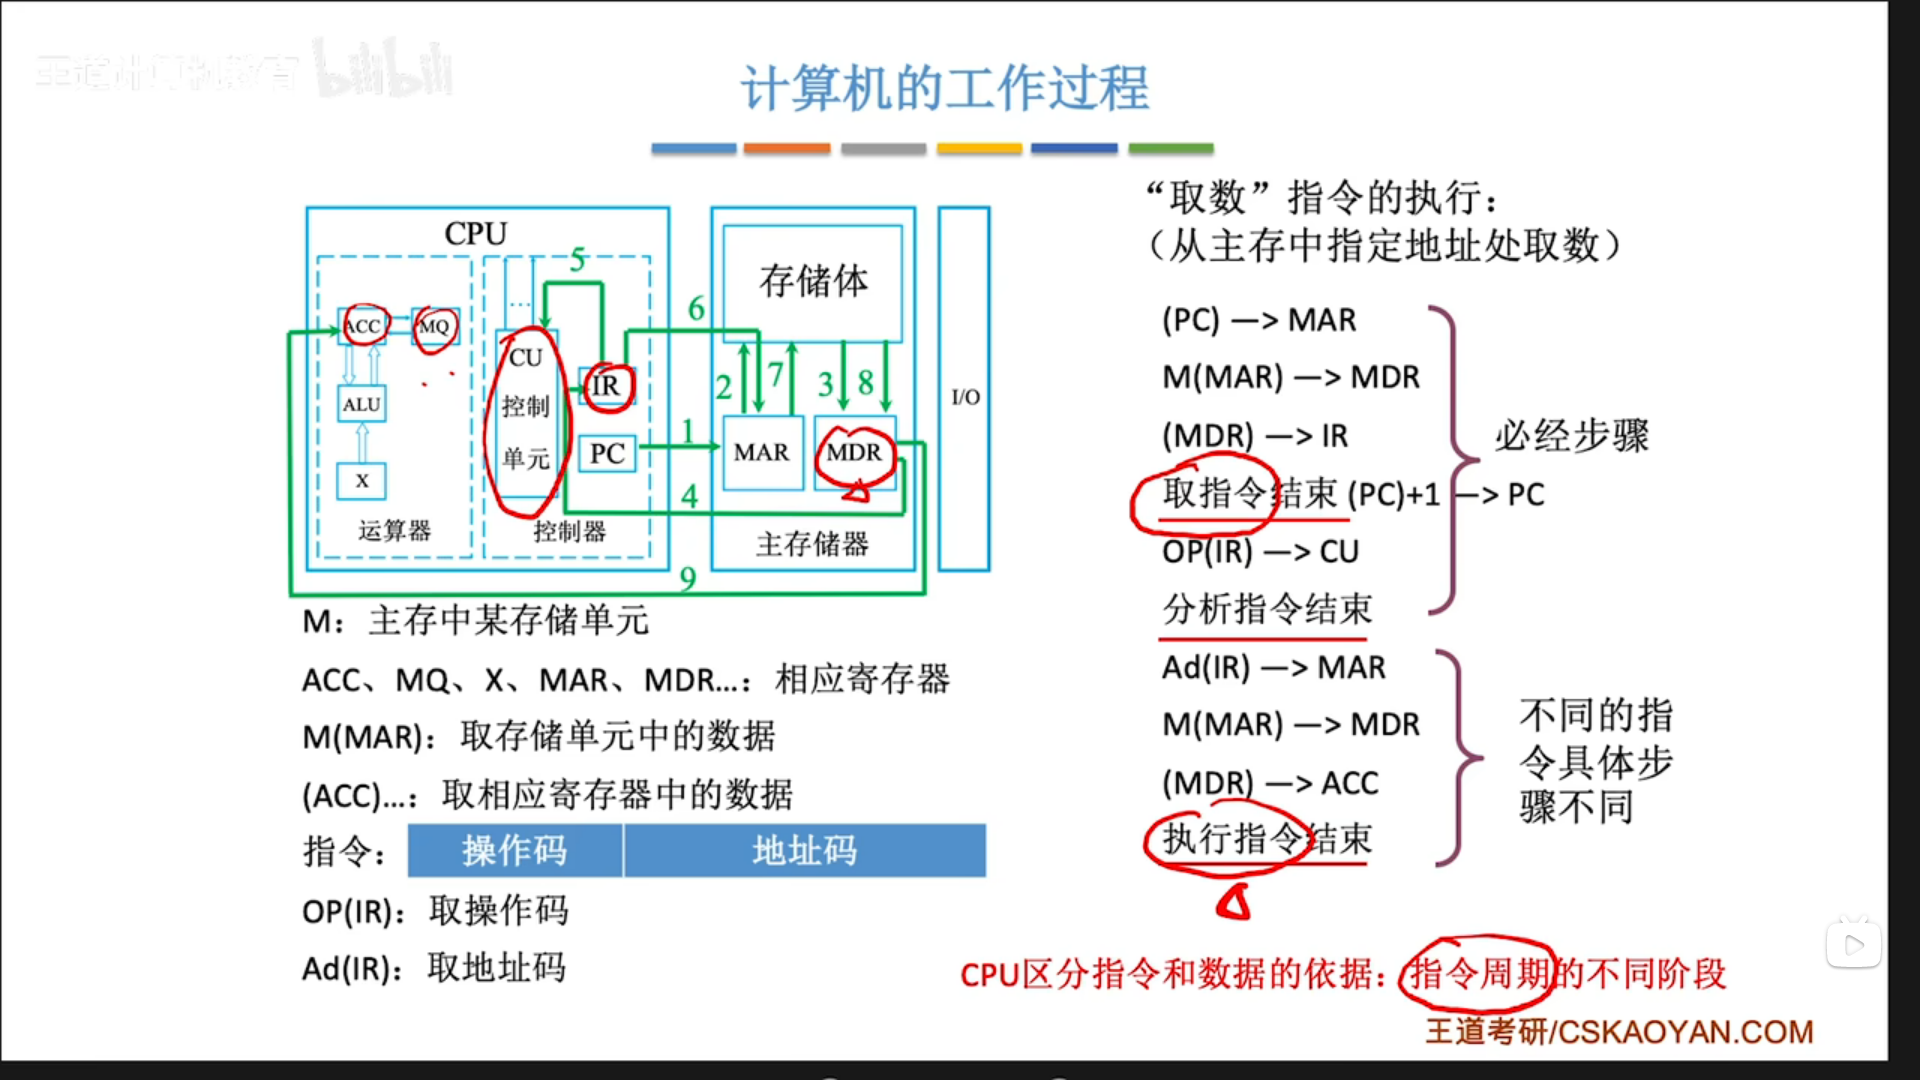 王道计算机教育 bilibili
计算机的工作过程
CPU
ACC
MQ
ALU
X
运算器
...
CU
控制
单元
IR
PC
控制器
存储体
MAR
MDR
主存储器
I/O
1
2
3
4
5
6
7
8
9
M：主存中某存储单元
ACC、MQ、X、MAR、MDR...：相应寄存器
M(MAR)：取存储单元中的数据
(ACC)...：取相应寄存器中的数据
指令：操作码 地址码
OP(IR)：取操作码
Ad(IR)：取地址码
“取数”指令的执行：
（从主存中指定地址处取数）
(PC) —> MAR
M(MAR) —> MDR
(MDR) —> IR
取指令结束 (PC)+1 —> PC
OP(IR) —> CU
分析指令结束
必经步骤
Ad(IR) —> MAR
M(MAR) —> MDR
(MDR) —> ACC
执行指令结束
不同的指
令具体步
骤不同
CPU区分指令和数据的依据：指令周期的不同阶段
王道考研/CSKAOYAN.COM